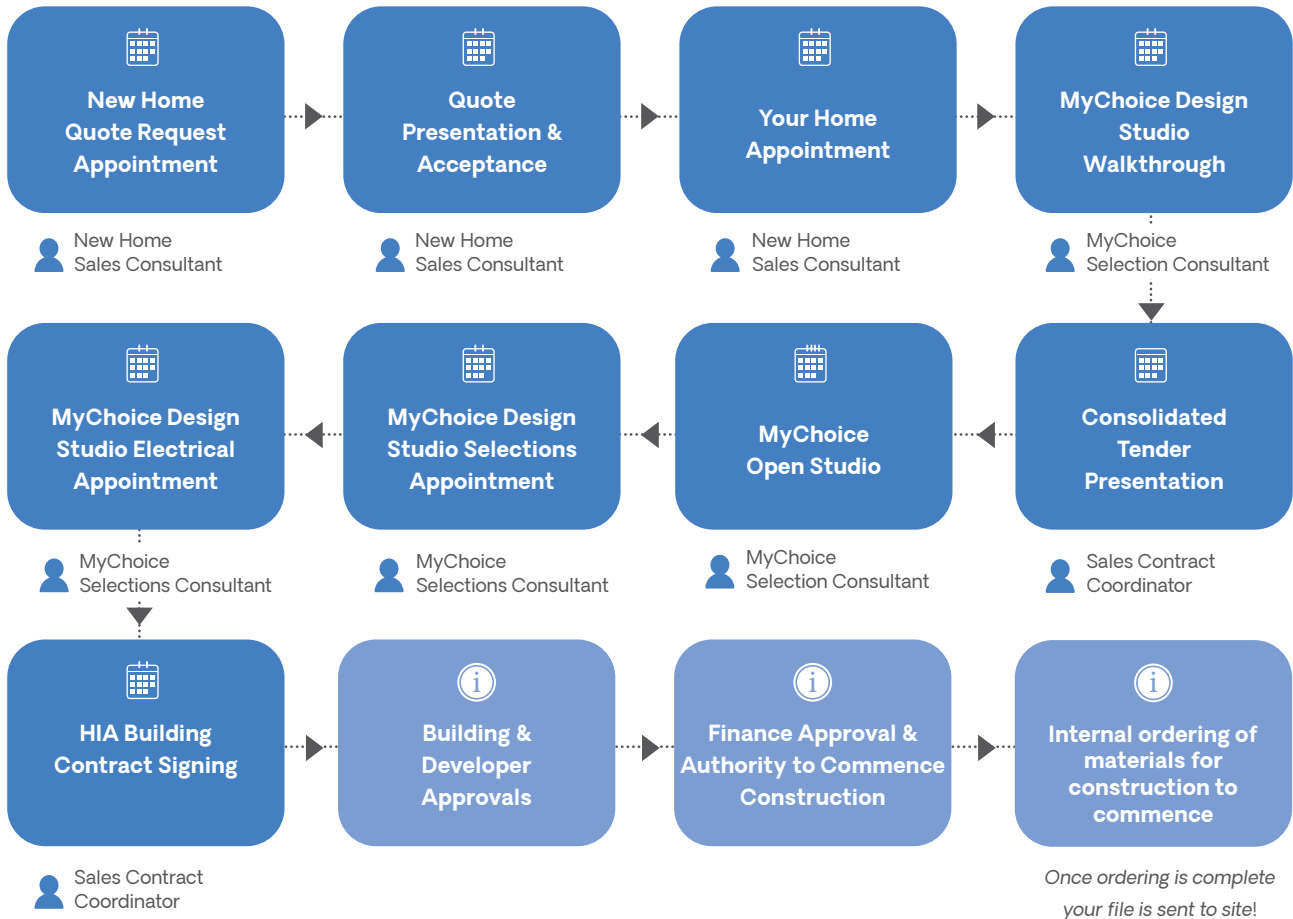 New Home
Quote Request
Appointment
Quote
Presentation &
Acceptance
Your Home
Appointment
MyChoice Design
Studio
Walkthrough
New Home
Sales Consultant
New Home
Sales Consultant
New Home
Sales Consultant
MyChoice
Selection Consultant
MyChoice Design
Studio Electrical
Appointment
MyChoice Design
Studio Selections
Appointment
MyChoice
Open Studio
Consolidated
Tender
Presentation
MyChoice
Selections Consultant
MyChoice
Selections Consultant
MyChoice
Selection Consultant
Sales Contract
Coordinator
HIA Building
Contract Signing
i
Building &
Developer
Approvals
i
Finance Approval &
Authority to Commence
Construction
i
Internal ordering of
materials for
construction to
commence
Sales Contract
Coordinator
Once ordering is complete
your file is sent to site!